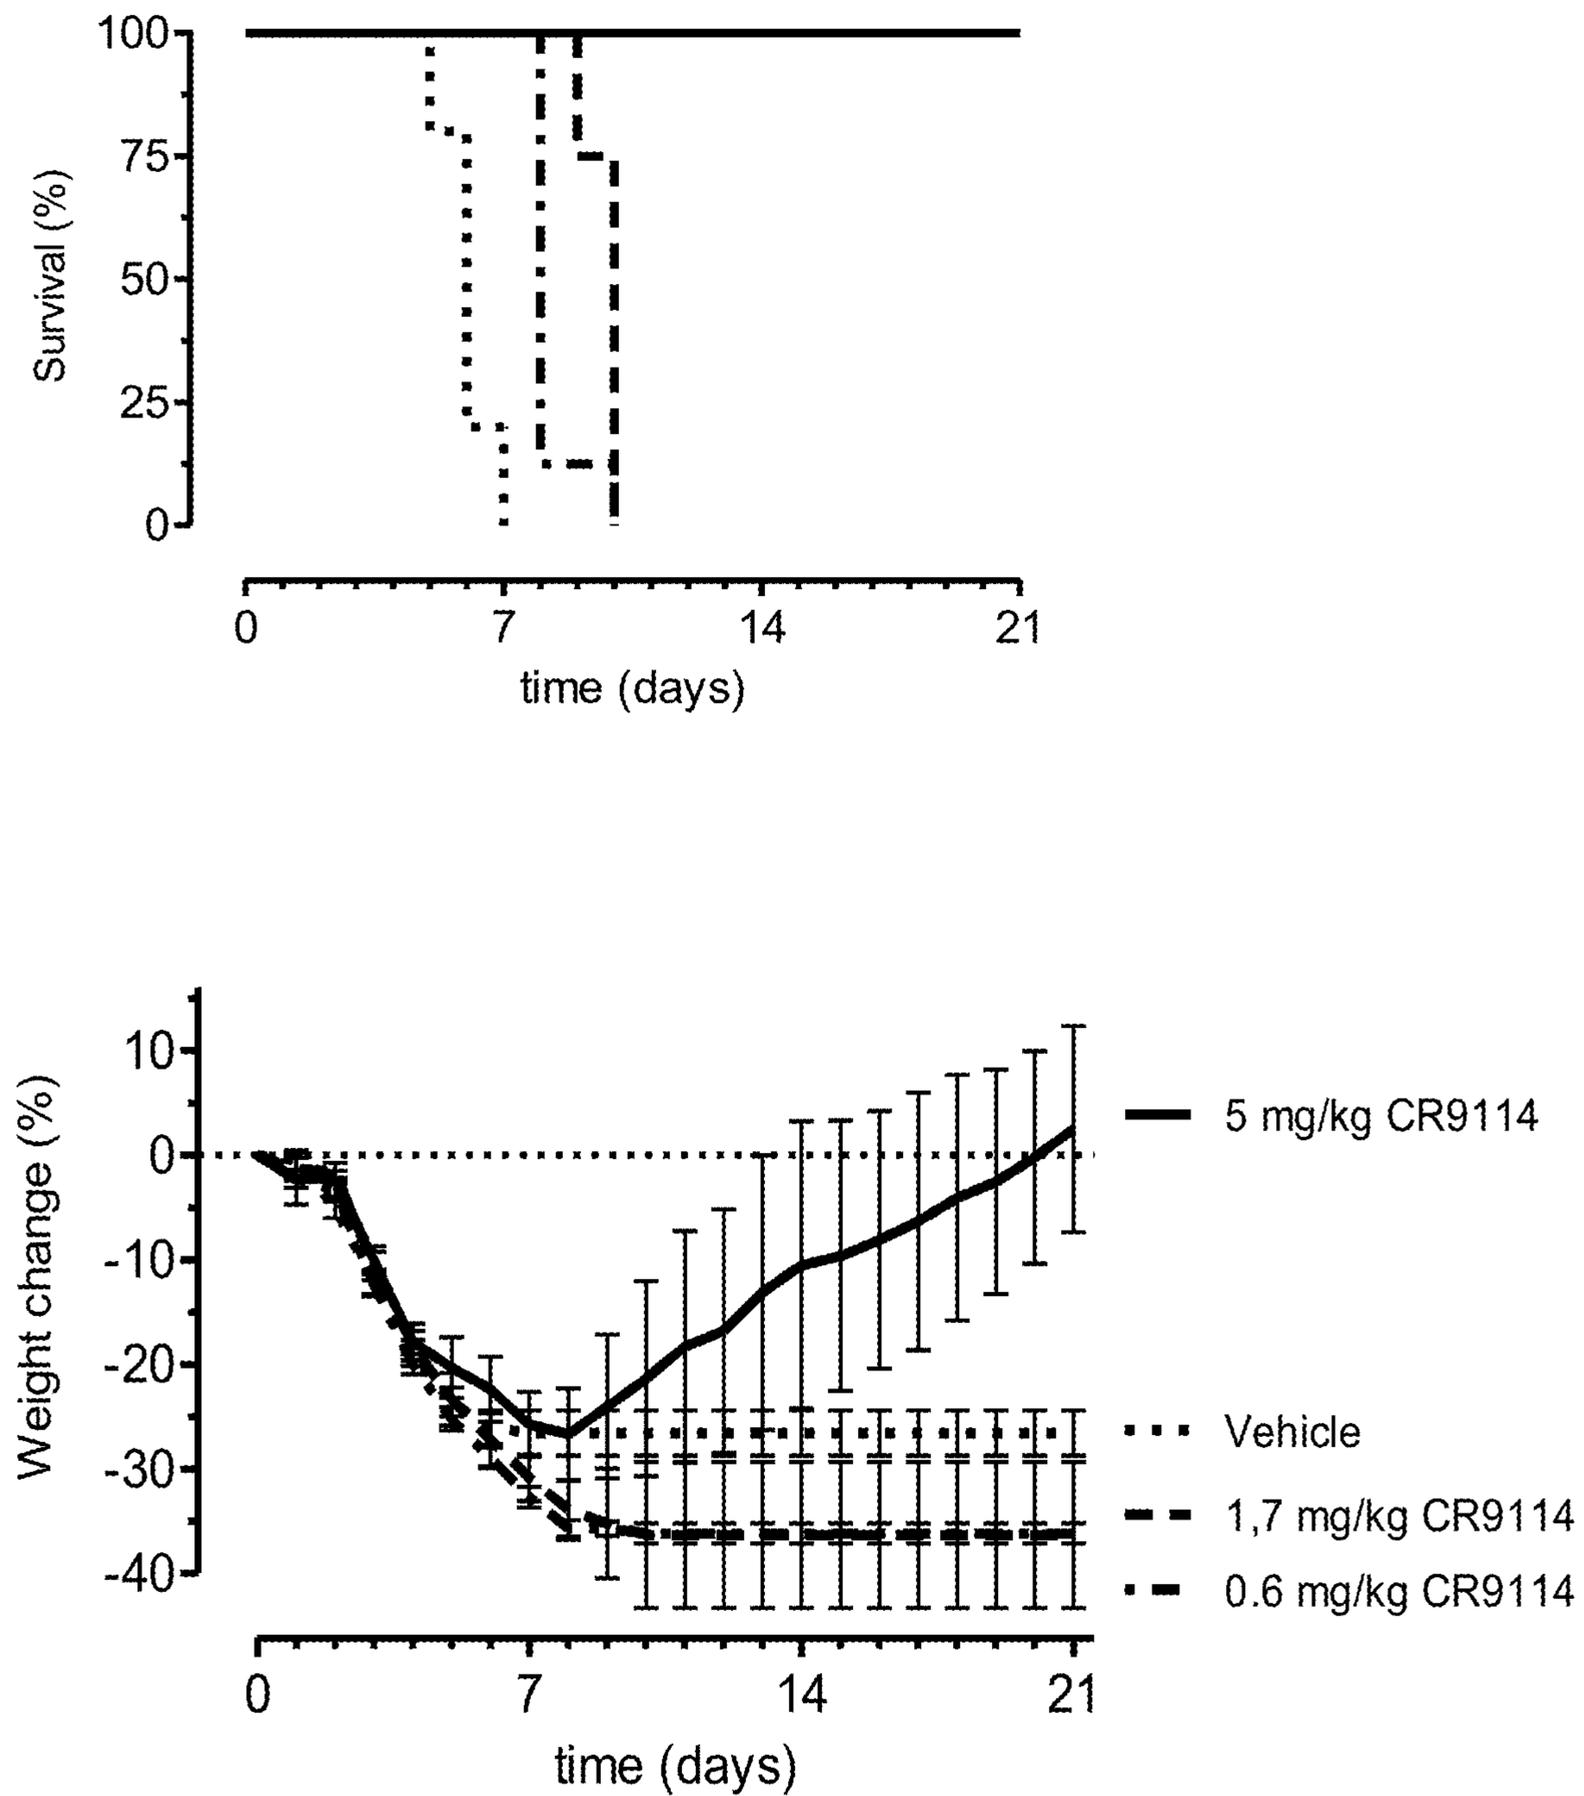 100
75
50
25
0
Survival (%)
0 7 14 21
time (days)
10
0
-10
-20
-30
-40
Weight change (%)
5 mg/kg CR9114
Vehicle
1,7 mg/kg CR9114
0.6 mg/kg CR9114
0 7 14 21
time (days)